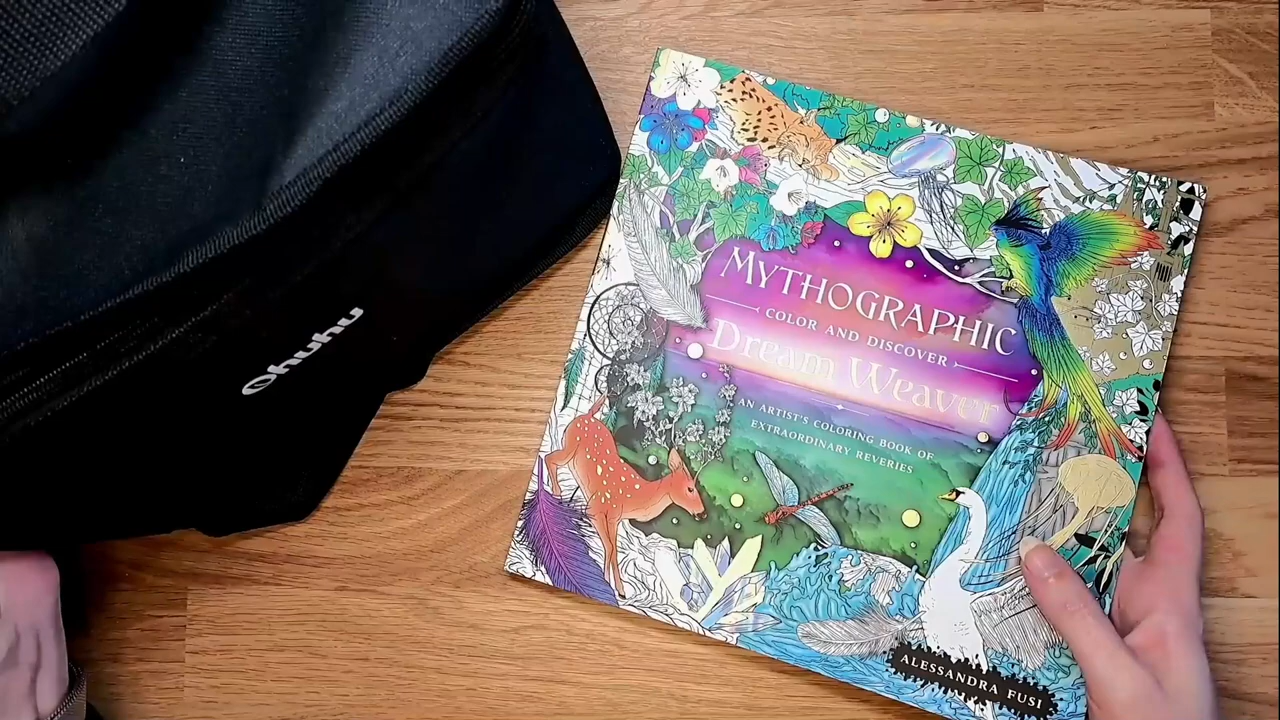 Ohuhu
MYTHOGRAPHIC
COLOR AND DISCOVER
Dream Weaver
AN ARTIST'S COLORING BOOK OF
EXTRAORDINARY REVERIES
ALESSANDRA FUSI